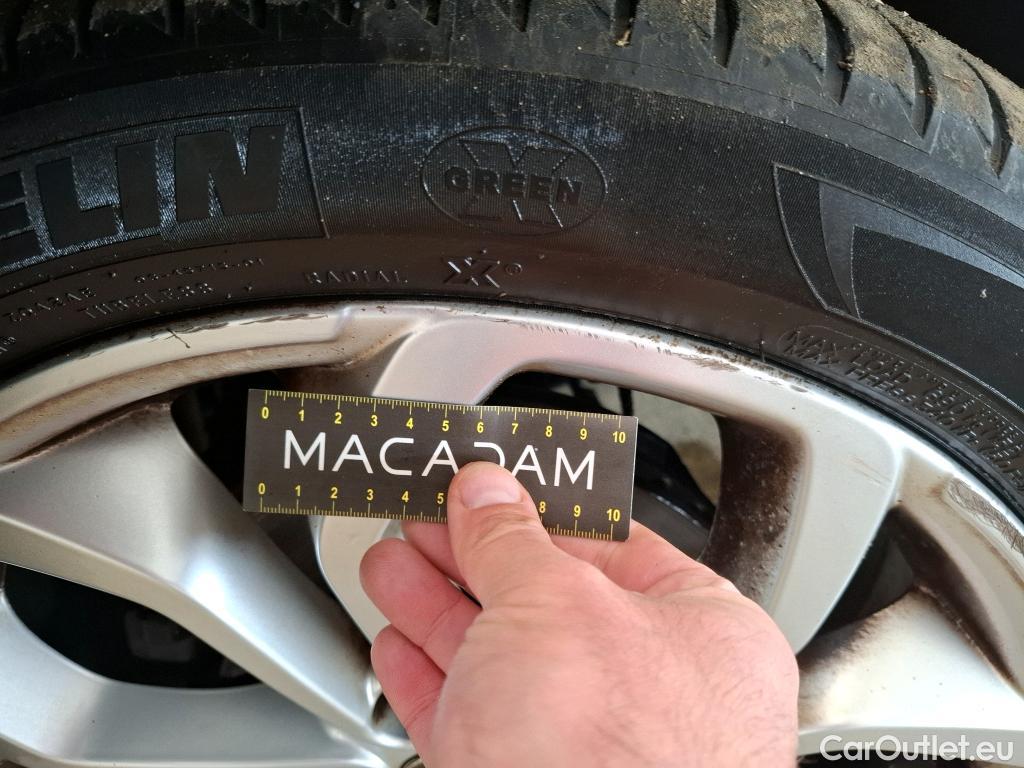 ELIN
GREEN
X
TUBELESS
RADIAL X®
0 1 2 3 4 5 6 7 8 9 10
MACADAM
0 1 2 3 4 5 8 9 10
CarOutlet.eu